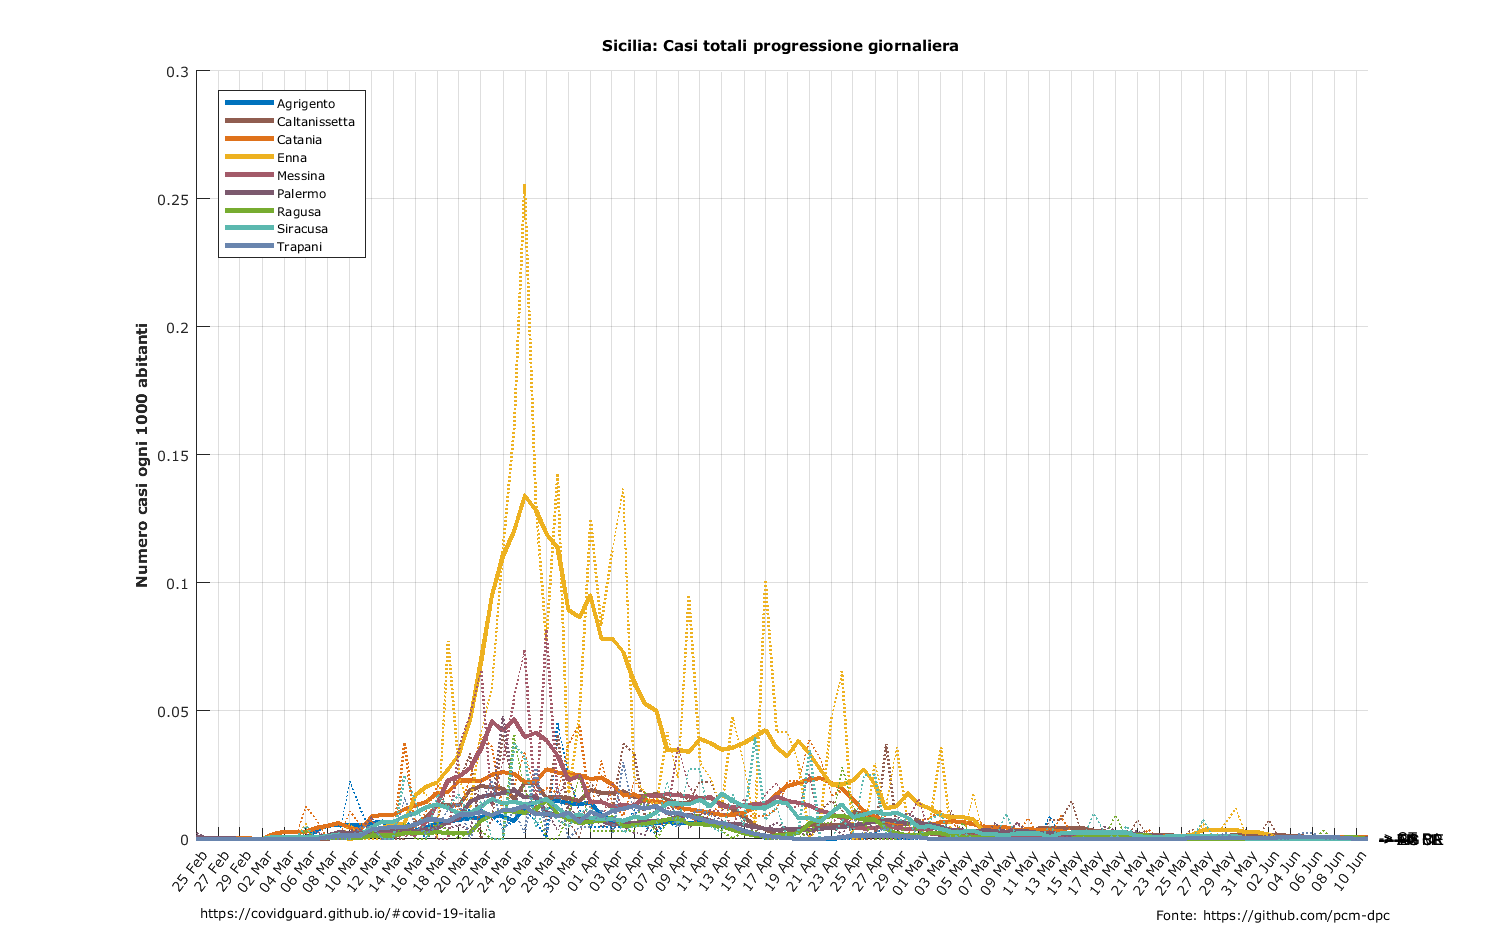 Sicilia: Casi totali progressione giornaliera
0.3
0.25
0.2
0.15
0.1
0.05
0
Numero casi ogni 1000 abitanti
Agrigento
Caltanissetta
Catania
Enna
Messina
Palermo
Ragusa
Siracusa
Trapani
25 Feb
27 Feb
29 Feb
02 Mar
04 Mar
06 Mar
08 Mar
10 Mar
12 Mar
14 Mar
16 Mar
18 Mar
20 Mar
22 Mar
24 Mar
26 Mar
28 Mar
30 Mar
01 Apr
03 Apr
05 Apr
07 Apr
09 Apr
11 Apr
13 Apr
15 Apr
17 Apr
19 Apr
21 Apr
23 Apr
25 Apr
27 Apr
29 Apr
01 May
03 May
05 May
07 May
09 May
11 May
13 May
15 May
17 May
19 May
21 May
23 May
25 May
27 May
29 May
31 May
02 Jun
04 Jun
06 Jun
08 Jun
10 Jun
https://covidguard.github.io/#covid-19-italia
Fonte: https://github.com/pcm-dpc